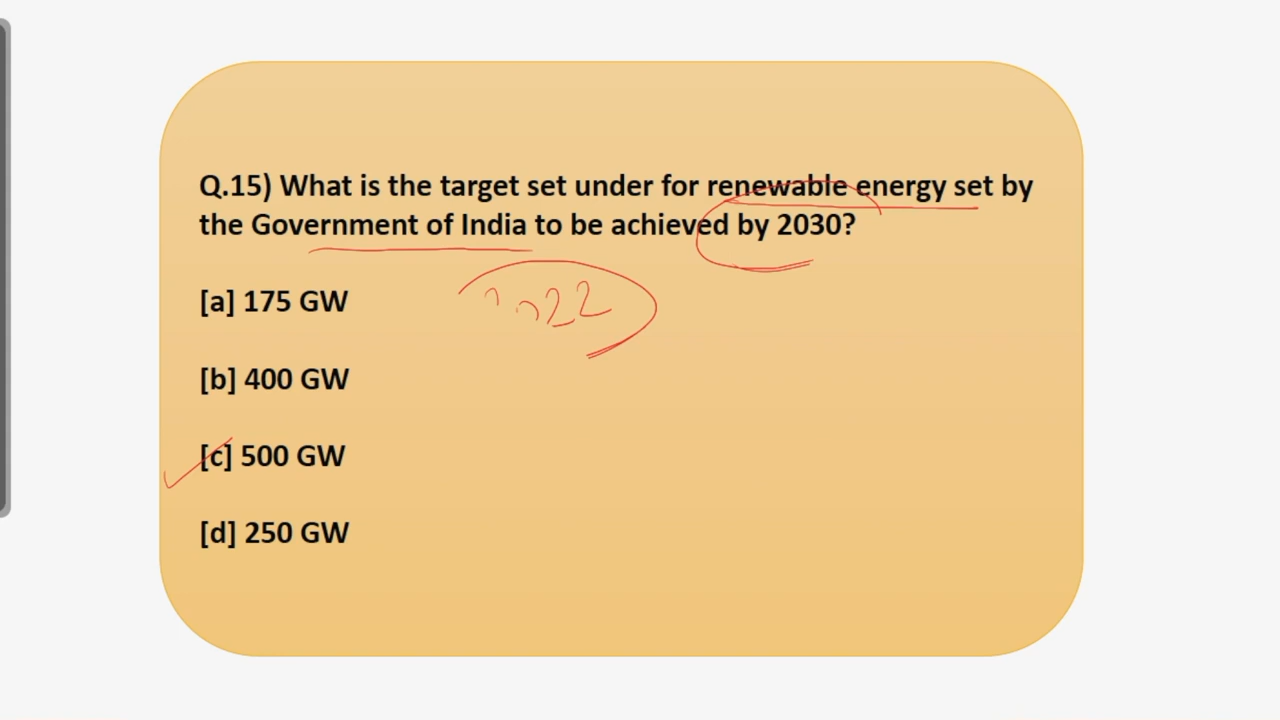 Q.15) What is the target set under for renewable energy set by
the Government of India to be achieved by 2030?
[a] 175 GW
2022
[b] 400 GW
[c] 500 GW
[d] 250 GW